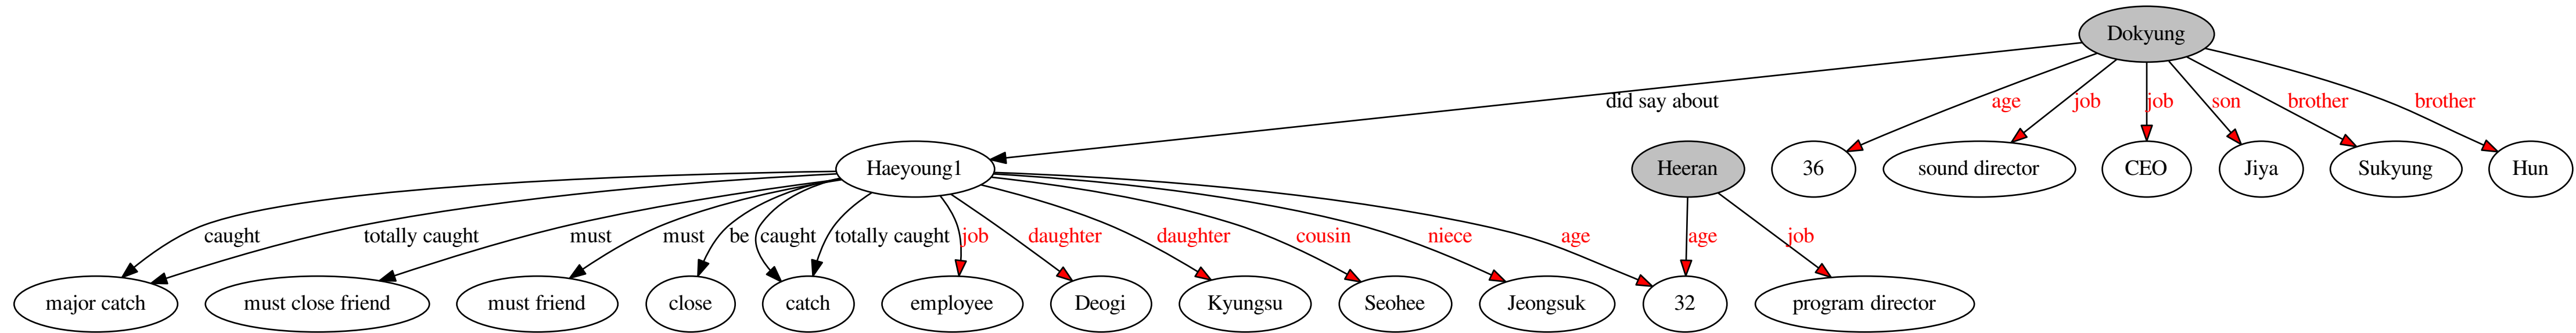 Dokyung
did say about
age
job
job
son
brother
brother
Haeyoung1
Heeran
36
sound director
CEO
Jiya
Sukyung
Hun
caught
totally caught
must
must
be
caught
totally caught
job
daughter
daughter
cousin
niece
age
age
job
major catch
must close friend
must friend
close
catch
employee
Deogi
Kyungsu
Seohee
Jeongsuk
32
program director